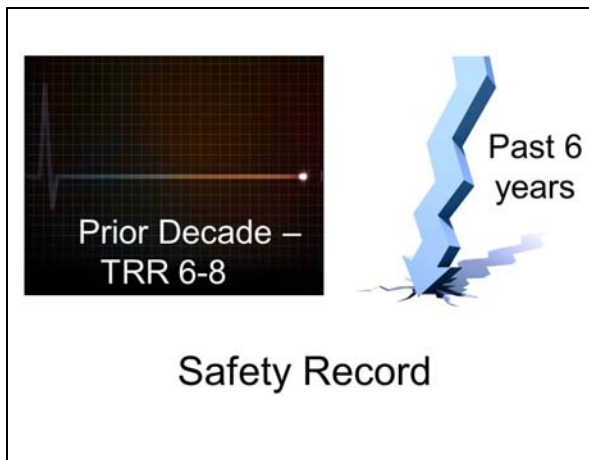 Prior Decade –
TRR 6-8
Past 6
years
Safety Record